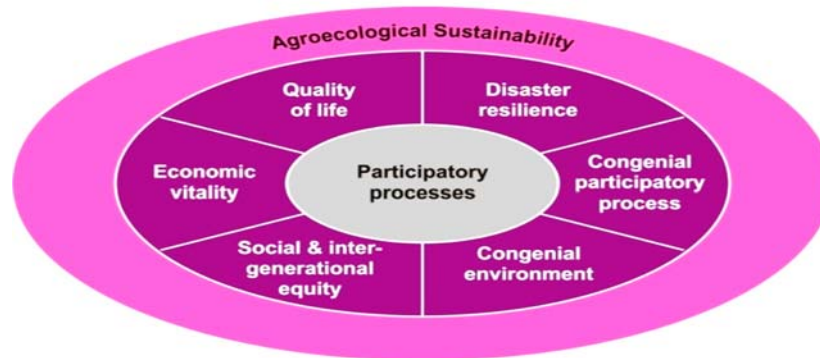 Agroecological Sustainability
Quality
of life
Disaster
resilience
Economic
vitality
Participatory
processes
Congenial
participatory
process
Social & inter-
generational
equity
Congenial
environment